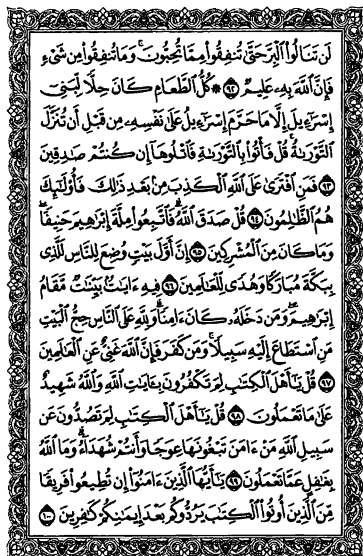 لَن تَنَالُوا۟ ٱلْبِرَّ حَتَّىٰ تُنفِقُوا۟ مِمَّا تُحِبُّونَ ۚ وَمَا تُنفِقُوا۟ مِن شَىْءٍ
فَإِنَّ ٱللَّهَ بِهِۦ عَلِيمٌ ۝٩٢ ۞ كُلُّ ٱلطَّعَامِ كَانَ حِلًّا لِّبَنِىٓ
إِسْرَٰٓءِيلَ إِلَّا مَا حَرَّمَ إِسْرَٰٓءِيلُ عَلَىٰ نَفْسِهِۦ مِن قَبْلِ أَن تُنَزَّلَ
ٱلتَّوْرَىٰةُ ۗ قُلْ فَأْتُوا۟ بِٱلتَّوْرَىٰةِ فَٱتْلُوهَآ إِن كُنتُمْ صَٰدِقِينَ
۝٩٣ فَمَنِ ٱفْتَرَىٰ عَلَى ٱللَّهِ ٱلْكَذِبَ مِنۢ بَعْدِ ذَٰلِكَ فَأُو۟لَٰٓئِكَ
هُمُ ٱلظَّٰلِمُونَ ۝٩٤ قُلْ صَدَقَ ٱللَّهُ ۗ فَٱتَّبِعُوا۟ مِلَّةَ إِبْرَٰهِيمَ حَنِيفًا ۖ
وَمَا كَانَ مِنَ ٱلْمُشْرِكِينَ ۝٩٥ إِنَّ أَوَّلَ بَيْتٍ وُضِعَ لِلنَّاسِ لَلَّذِى
بِبَكَّةَ مُبَارَكًا وَهُدًى لِّلْعَٰلَمِينَ ۝٩٦ فِيهِ ءَايَٰتٌۢ بَيِّنَٰتٌ مَّقَامُ
إِبْرَٰهِيمَ ۖ وَمَن دَخَلَهُۥ كَانَ ءَامِنًا ۗ وَلِلَّهِ عَلَى ٱلنَّاسِ حِجُّ ٱلْبَيْتِ
مَنِ ٱسْتَطَاعَ إِلَيْهِ سَبِيلًا ۚ وَمَن كَفَرَ فَإِنَّ ٱللَّهَ غَنِىٌّ عَنِ ٱلْعَٰلَمِينَ
۝٩٧ قُلْ يَٰٓأَهْلَ ٱلْكِتَٰبِ لِمَ تَكْفُرُونَ بِـَٔايَٰتِ ٱللَّهِ وَٱللَّهُ شَهِيدٌ
عَلَىٰ مَا تَعْمَلُونَ ۝٩٨ قُلْ يَٰٓأَهْلَ ٱلْكِتَٰبِ لِمَ تَصُدُّونَ عَن
سَبِيلِ ٱللَّهِ مَنْ ءَامَنَ تَبْغُونَهَا عِوَجًا وَأَنتُمْ شُهَدَآءُ ۗ وَمَا ٱللَّهُ
بِغَٰفِلٍ عَمَّا تَعْمَلُونَ ۝٩٩ يَٰٓأَيُّهَا ٱلَّذِينَ ءَامَنُوٓا۟ إِن تُطِيعُوا۟ فَرِيقًا
مِّنَ ٱلَّذِينَ أُوتُوا۟ ٱلْكِتَٰبَ يَرُدُّوكُم بَعْدَ إِيمَٰنِكُمْ كَٰفِرِينَ ۝١٠٠